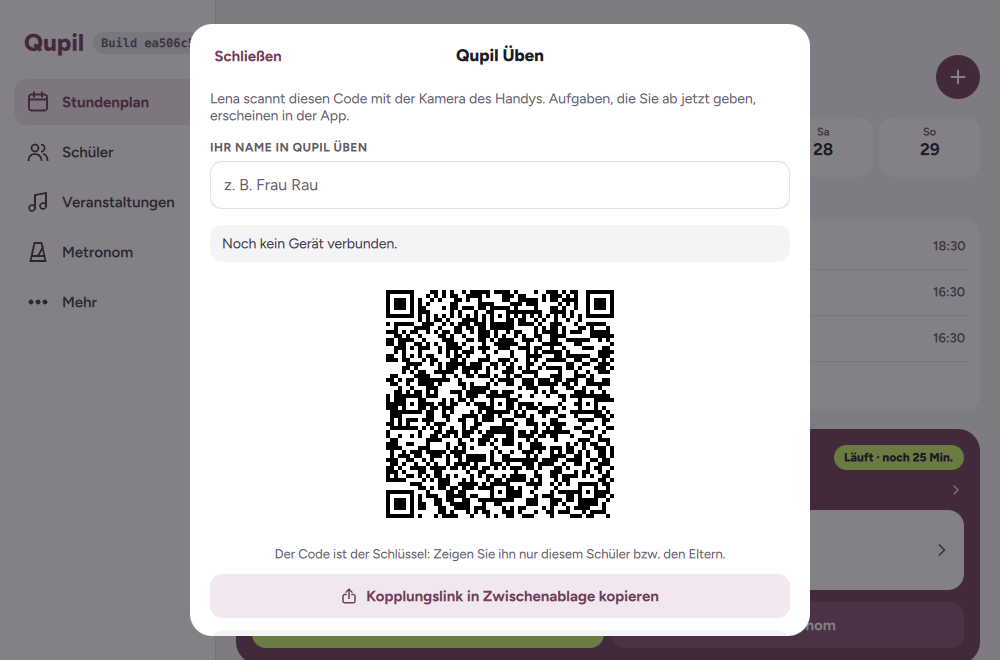 Qupil
Build ea506c
Stundenplan
Schüler
Veranstaltungen
Metronom
Mehr
Schließen
Qupil Üben
Lena scannt diesen Code mit der Kamera des Handys. Aufgaben, die Sie ab jetzt geben,
erscheinen in der App.
IHR NAME IN QUPIL ÜBEN
z. B. Frau Rau
Noch kein Gerät verbunden.
Der Code ist der Schlüssel: Zeigen Sie ihn nur diesem Schüler bzw. den Eltern.
Kopplungslink in Zwischenablage kopieren
Sa
28
So
29
18:30
16:30
16:30
Läuft · noch 25 Min.
nom